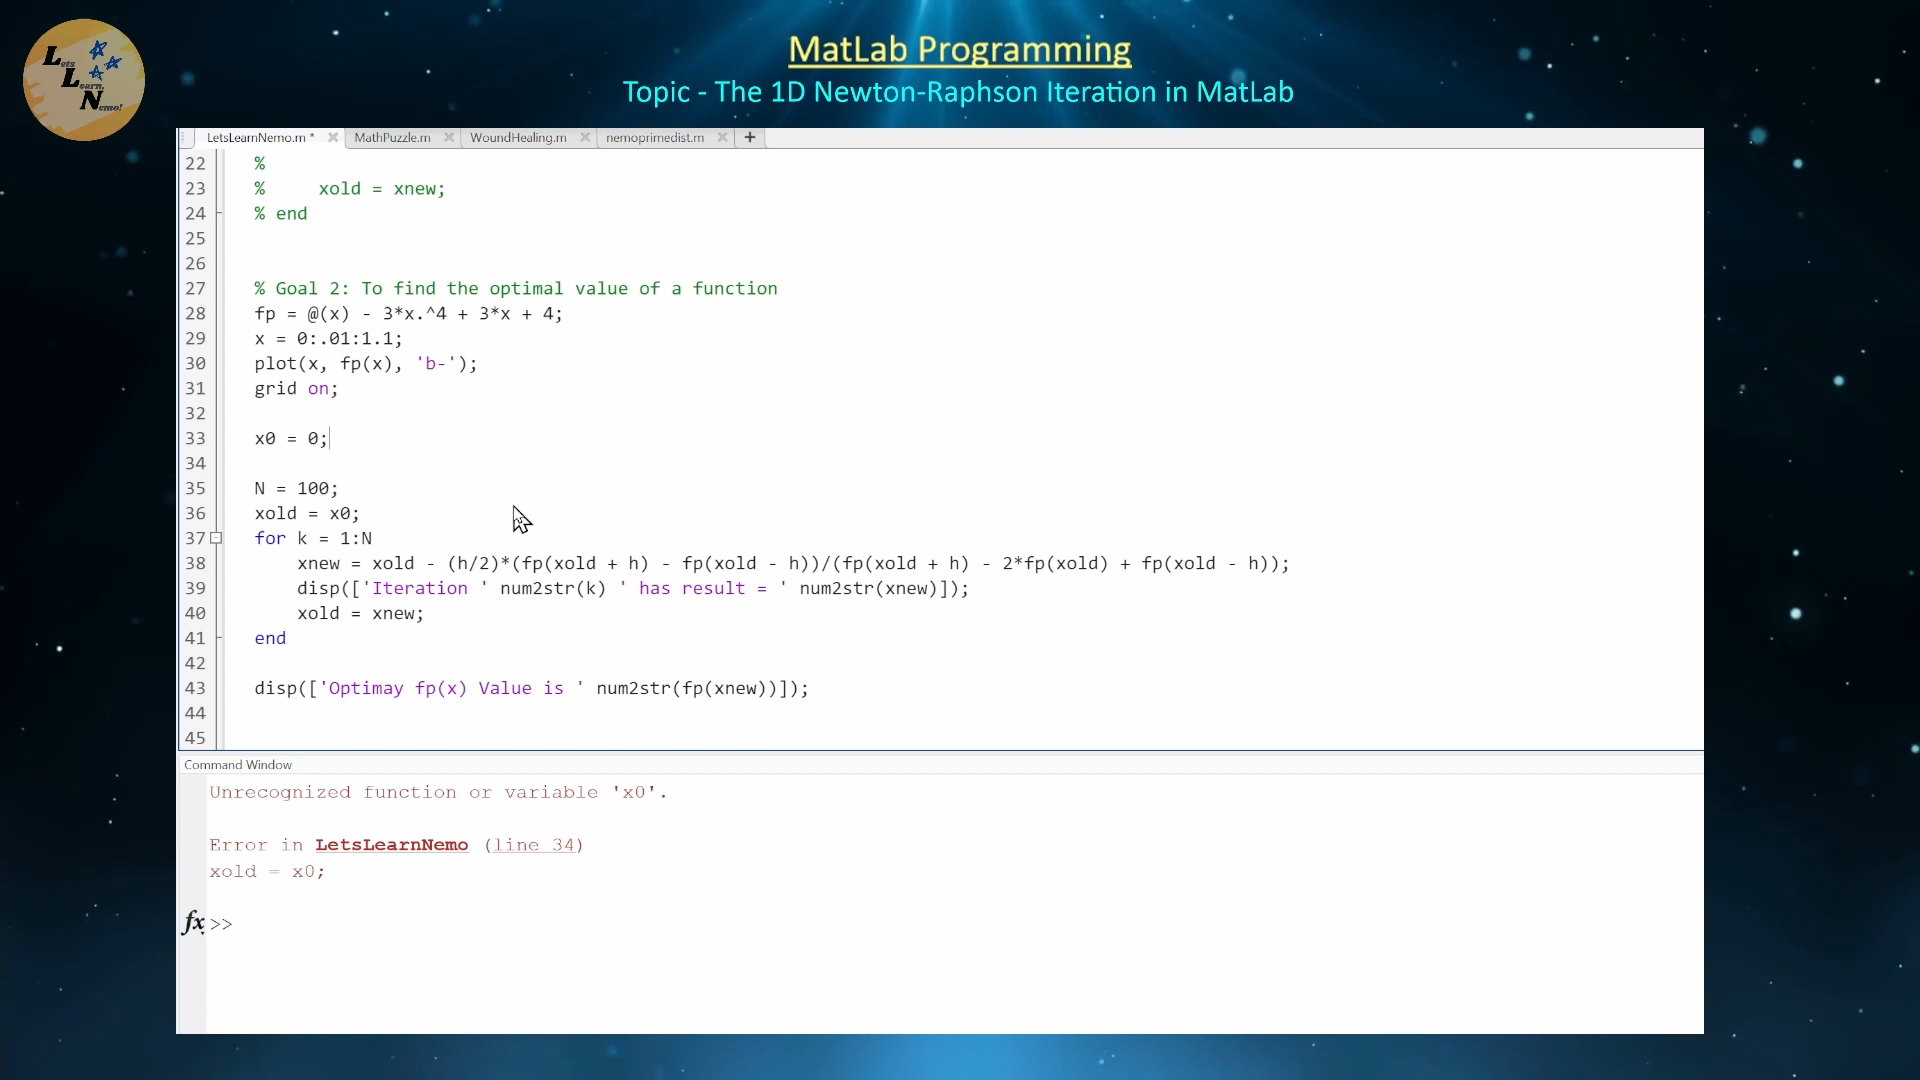 Lets
Learn,
Nemo!
MatLab Programming
Topic - The 1D Newton-Raphson Iteration in MatLab
LetsLearnNemo.m * MathPuzzle.m WoundHealing.m nemoprimedist.m +
22 %
23 %     xold = xnew;
24 % end
25
26
27 % Goal 2: To find the optimal value of a function
28 fp = @(x) - 3*x.^4 + 3*x + 4;
29 x = 0:.01:1.1;
30 plot(x, fp(x), 'b-');
31 grid on;
32
33 x0 = 0;
34
35 N = 100;
36 xold = x0;
37 for k = 1:N
38     xnew = xold - (h/2)*(fp(xold + h) - fp(xold - h))/(fp(xold + h) - 2*fp(xold) + fp(xold - h));
39     disp(['Iteration ' num2str(k) ' has result = ' num2str(xnew)]);
40     xold = xnew;
41 end
42
43 disp(['Optimay fp(x) Value is ' num2str(fp(xnew))]);
44
45
Command Window
Unrecognized function or variable 'x0'.
Error in LetsLearnNemo (line 34)
xold = x0;
fx >>